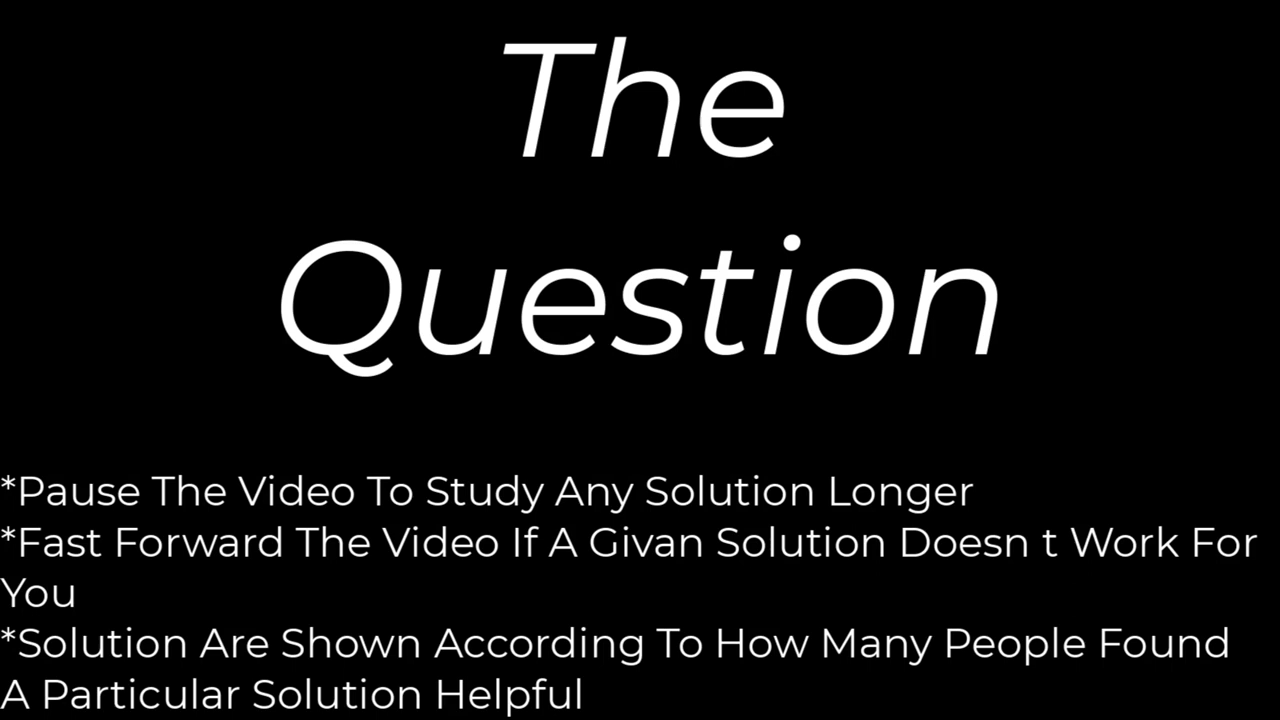 The
Question
*Pause The Video To Study Any Solution Longer
*Fast Forward The Video If A Givan Solution Doesn t Work For
You
*Solution Are Shown According To How Many People Found
A Particular Solution Helpful